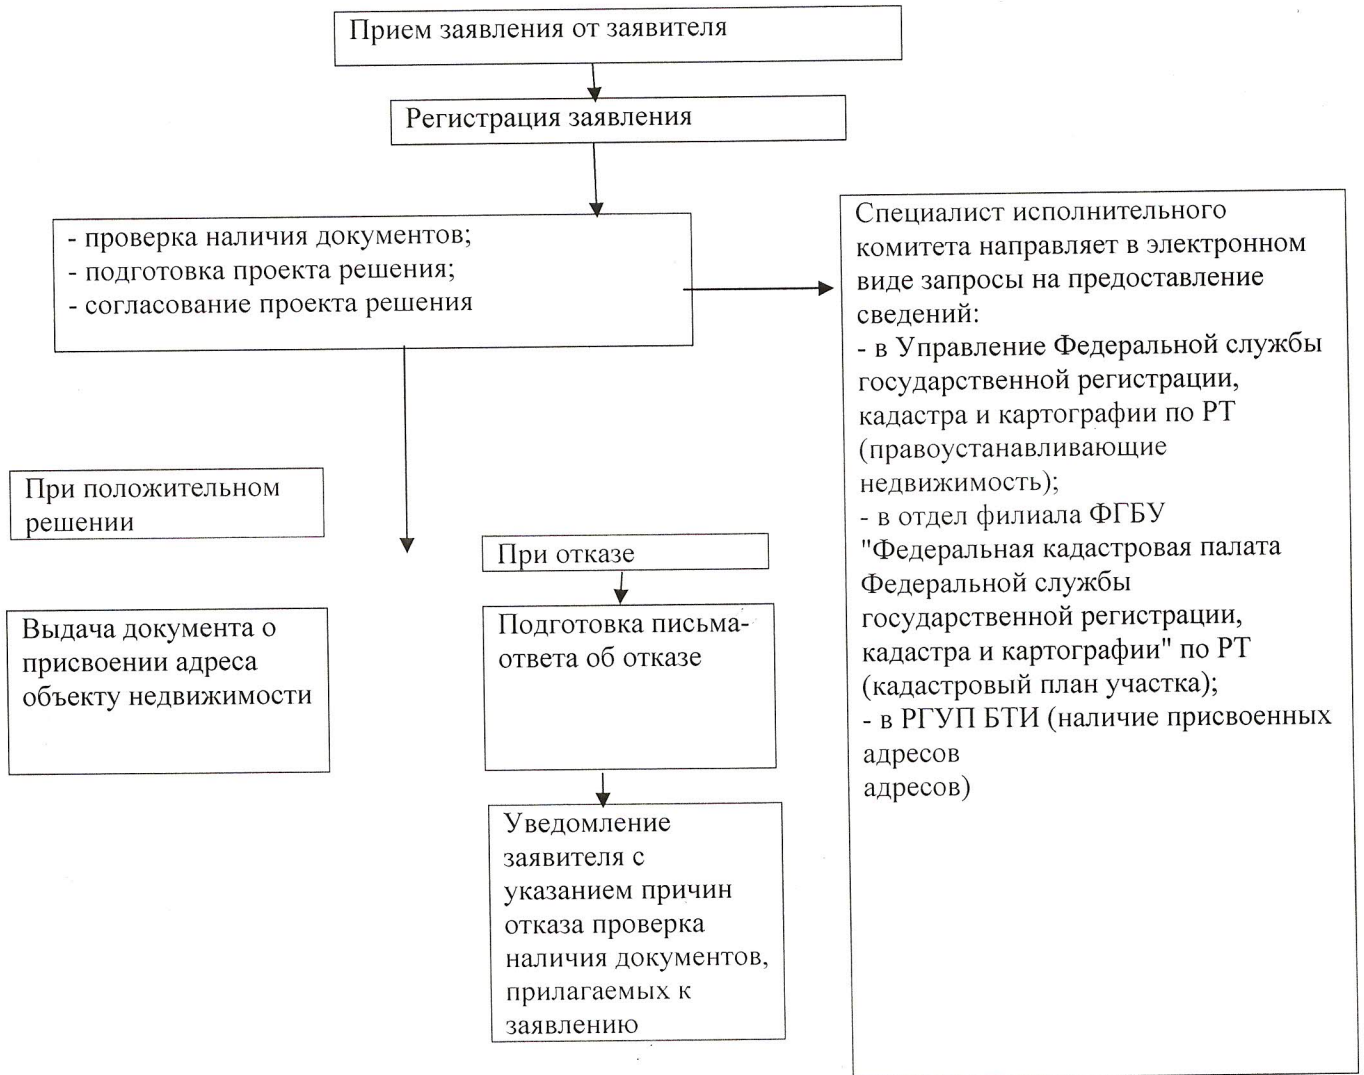 Прием заявления от заявителя
Регистрация заявления
- проверка наличия документов;
- подготовка проекта решения;
- согласование проекта решения
Специалист исполнительного
комитета направляет в электронном
виде запросы на предоставление
сведений:
- в Управление Федеральной службы
государственной регистрации,
кадастра и картографии по РТ
(правоустанавливающие
недвижимость);
- в отдел филиала ФГБУ
"Федеральная кадастровая палата
Федеральной службы
государственной регистрации,
кадастра и картографии" по РТ
(кадастровый план участка);
- в РГУП БТИ (наличие присвоенных
адресов
адресов)
При положительном
решении
Выдача документа о
присвоении адреса
объекту недвижимости
При отказе
Подготовка письма-
ответа об отказе
Уведомление
заявителя с
указанием причин
отказа проверка
наличия документов,
прилагаемых к
заявлению